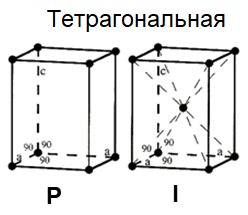 Тетрагональная
c c
90 90 90 90
a 90 a a 90 a
P I